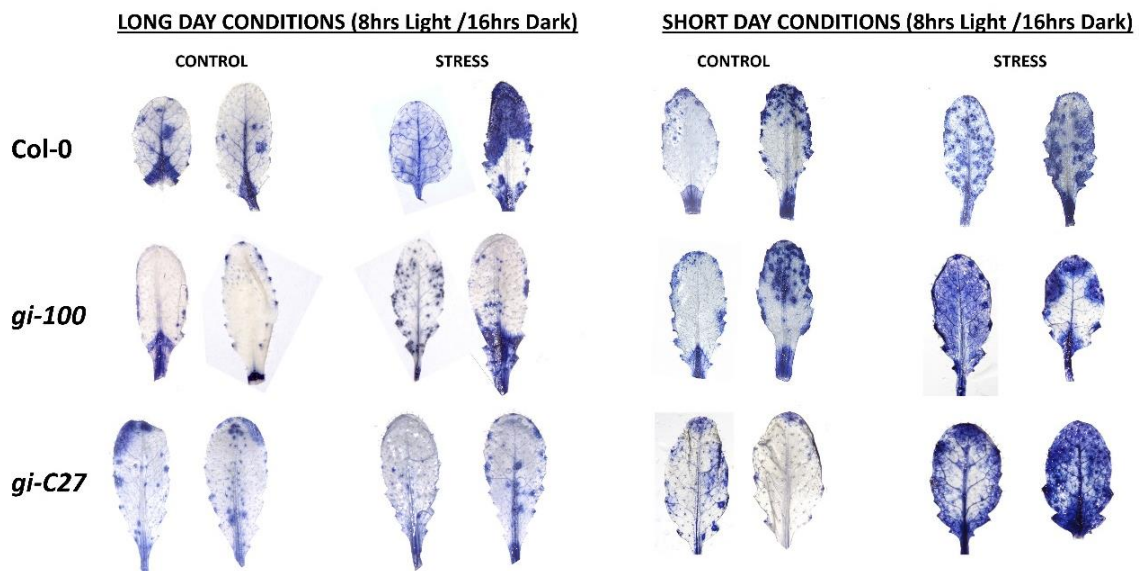 LONG DAY CONDITIONS (8hrs Light /16hrs Dark)
SHORT DAY CONDITIONS (8hrs Light /16hrs Dark)
CONTROL
STRESS
CONTROL
STRESS
Col-0
gi-100
gi-C27